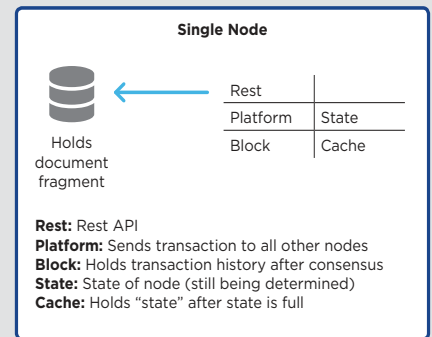 Single Node
Holds
document
fragment
Rest
Platform State
Block Cache
Rest: Rest API
Platform: Sends transaction to all other nodes
Block: Holds transaction history after consensus
State: State of node (still being determined)
Cache: Holds “state” after state is full